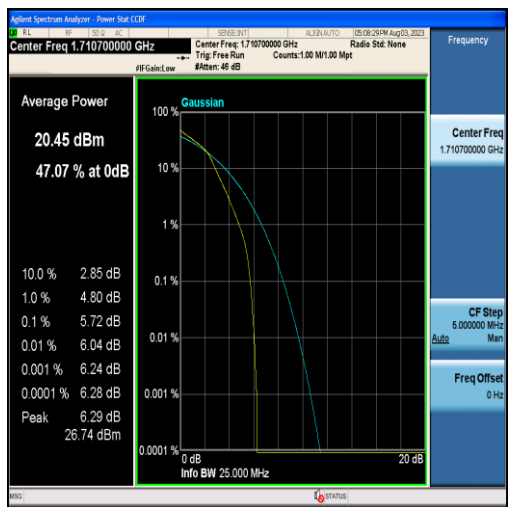 Agilent Spectrum Analyzer - Power Stat CCDF
RL RF 50 Ω AC SENSE:INT ALIGN AUTO 05:08:29 PM Aug 03, 2023
Center Freq 1.710700000 GHz
Center Freq: 1.710700000 GHz Radio Std: None
Trig: Free Run Counts:1.00 M/1.00 Mpt
#IFGain:Low #Atten: 46 dB
Frequency
Average Power
20.45 dBm
47.07 % at 0dB
10.0 % 2.85 dB
1.0 % 4.80 dB
0.1 % 5.72 dB
0.01 % 6.04 dB
0.001 % 6.24 dB
0.0001 % 6.28 dB
Peak 6.29 dB
26.74 dBm
Gaussian
100 %
10 %
1 %
0.1 %
0.01 %
0.001 %
0.0001 %
0 dB 20 dB
Info BW 25.000 MHz
Center Freq
1.710700000 GHz
CF Step
5.000000 MHz
Auto Man
Freq Offset
0 Hz
MSG STATUS